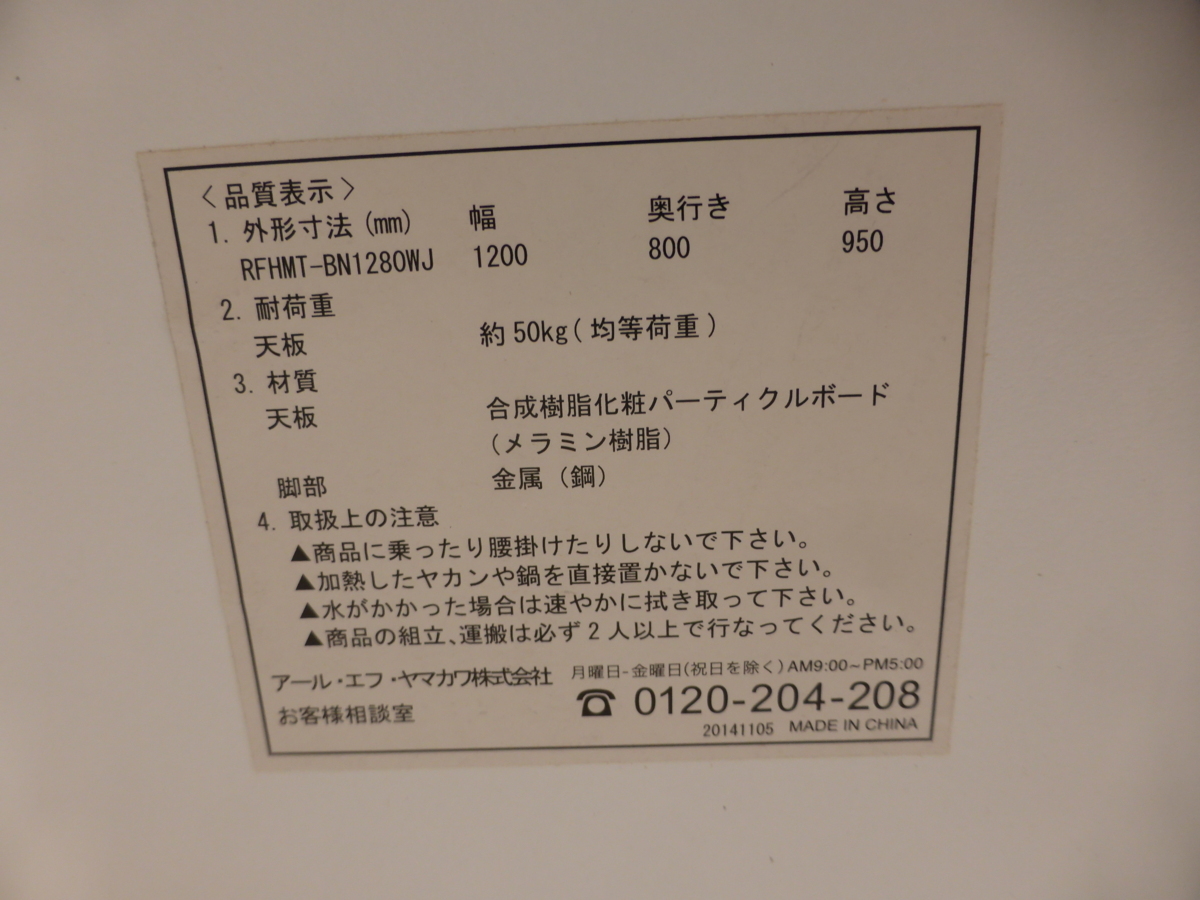 〈品質表示〉
1. 外形寸法(mm) 幅 奥行き 高さ
RFHMT-BN1280WJ 1200 800 950
2. 耐荷重
天板 約50kg(均等荷重)
3. 材質
天板 合成樹脂化粧パーティクルボード
(メラミン樹脂)
脚部 金属(鋼)
4. 取扱上の注意
▲商品に乗ったり腰掛けたりしないで下さい。
▲加熱したヤカンや鍋を直接置かないで下さい。
▲水がかかった場合は速やかに拭き取って下さい。
▲商品の組立、運搬は必ず2人以上で行なってください。
アール・エフ・ヤマカワ株式会社 月曜日-金曜日(祝日を除く)AM9:00~PM5:00
お客様相談室 ☎ 0120-204-208
20141105 MADE IN CHINA